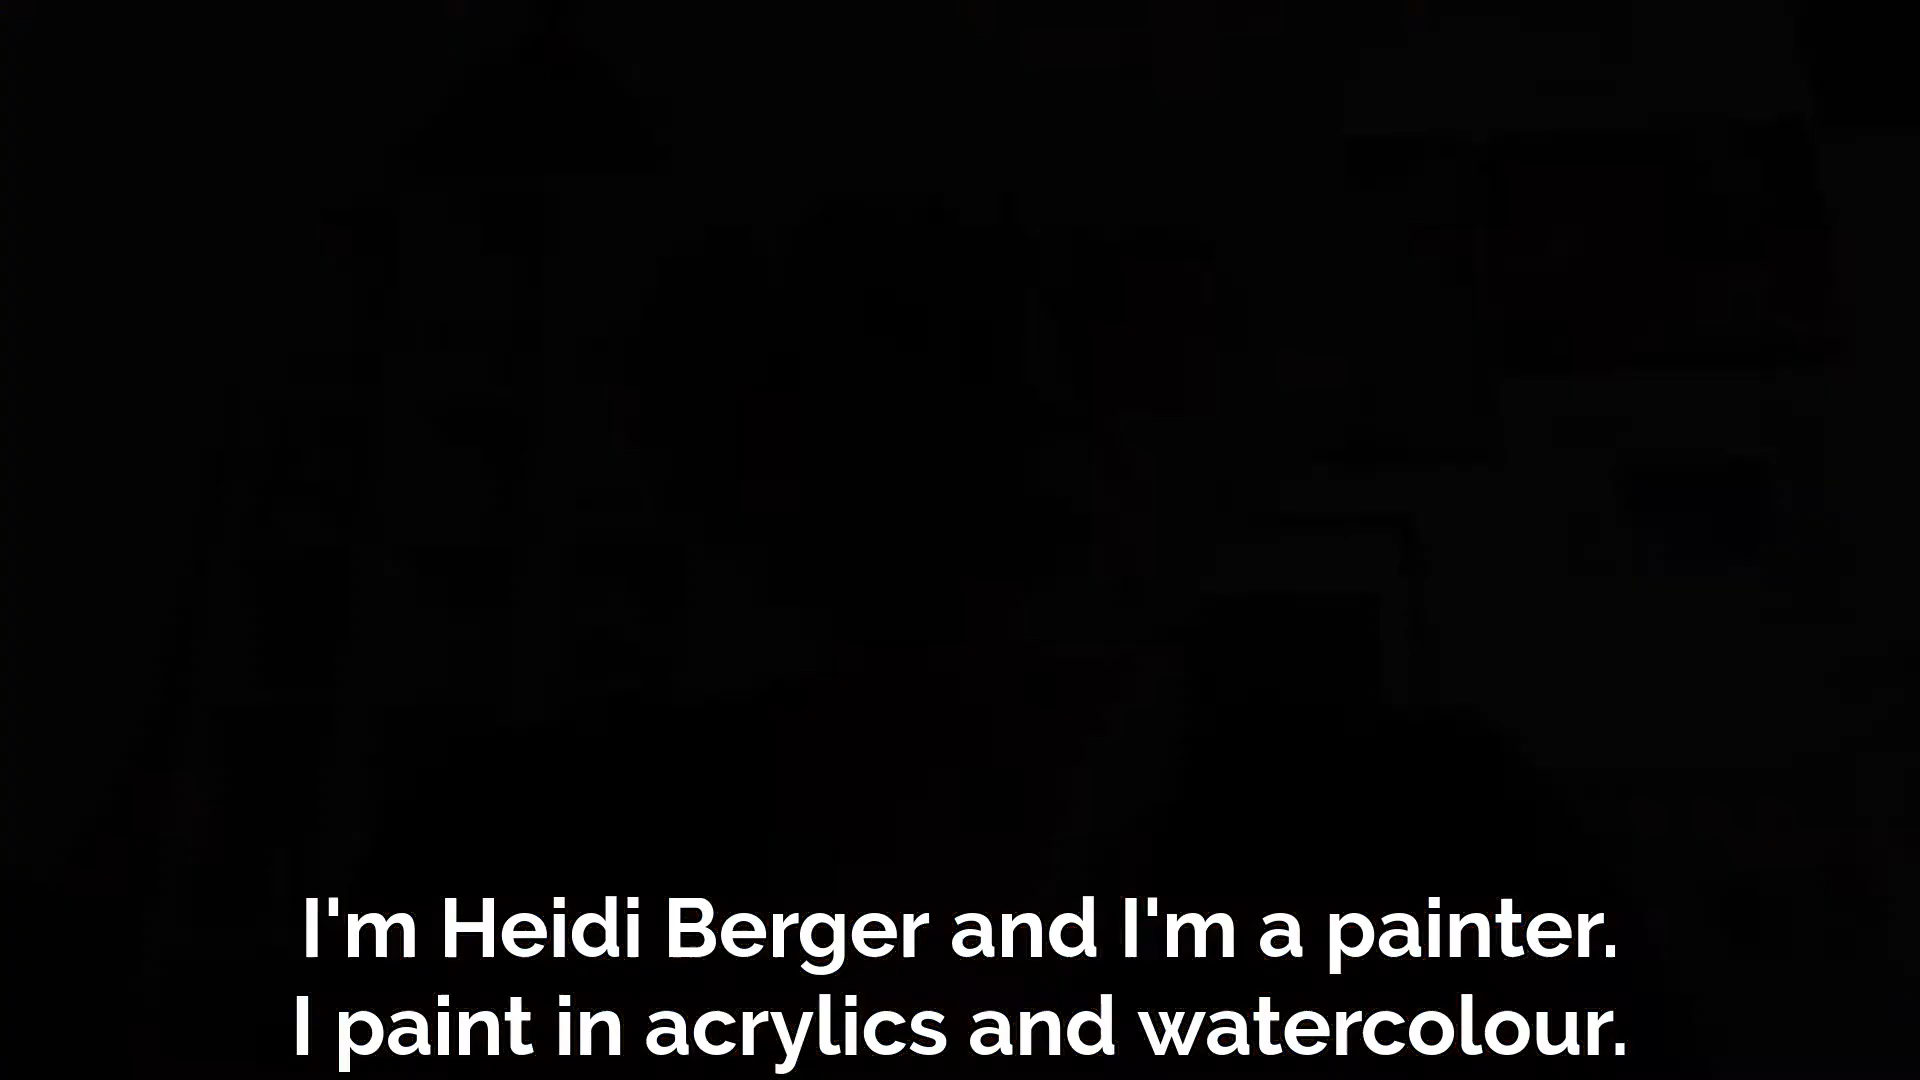 I'm Heidi Berger and I'm a painter.
I paint in acrylics and watercolour.